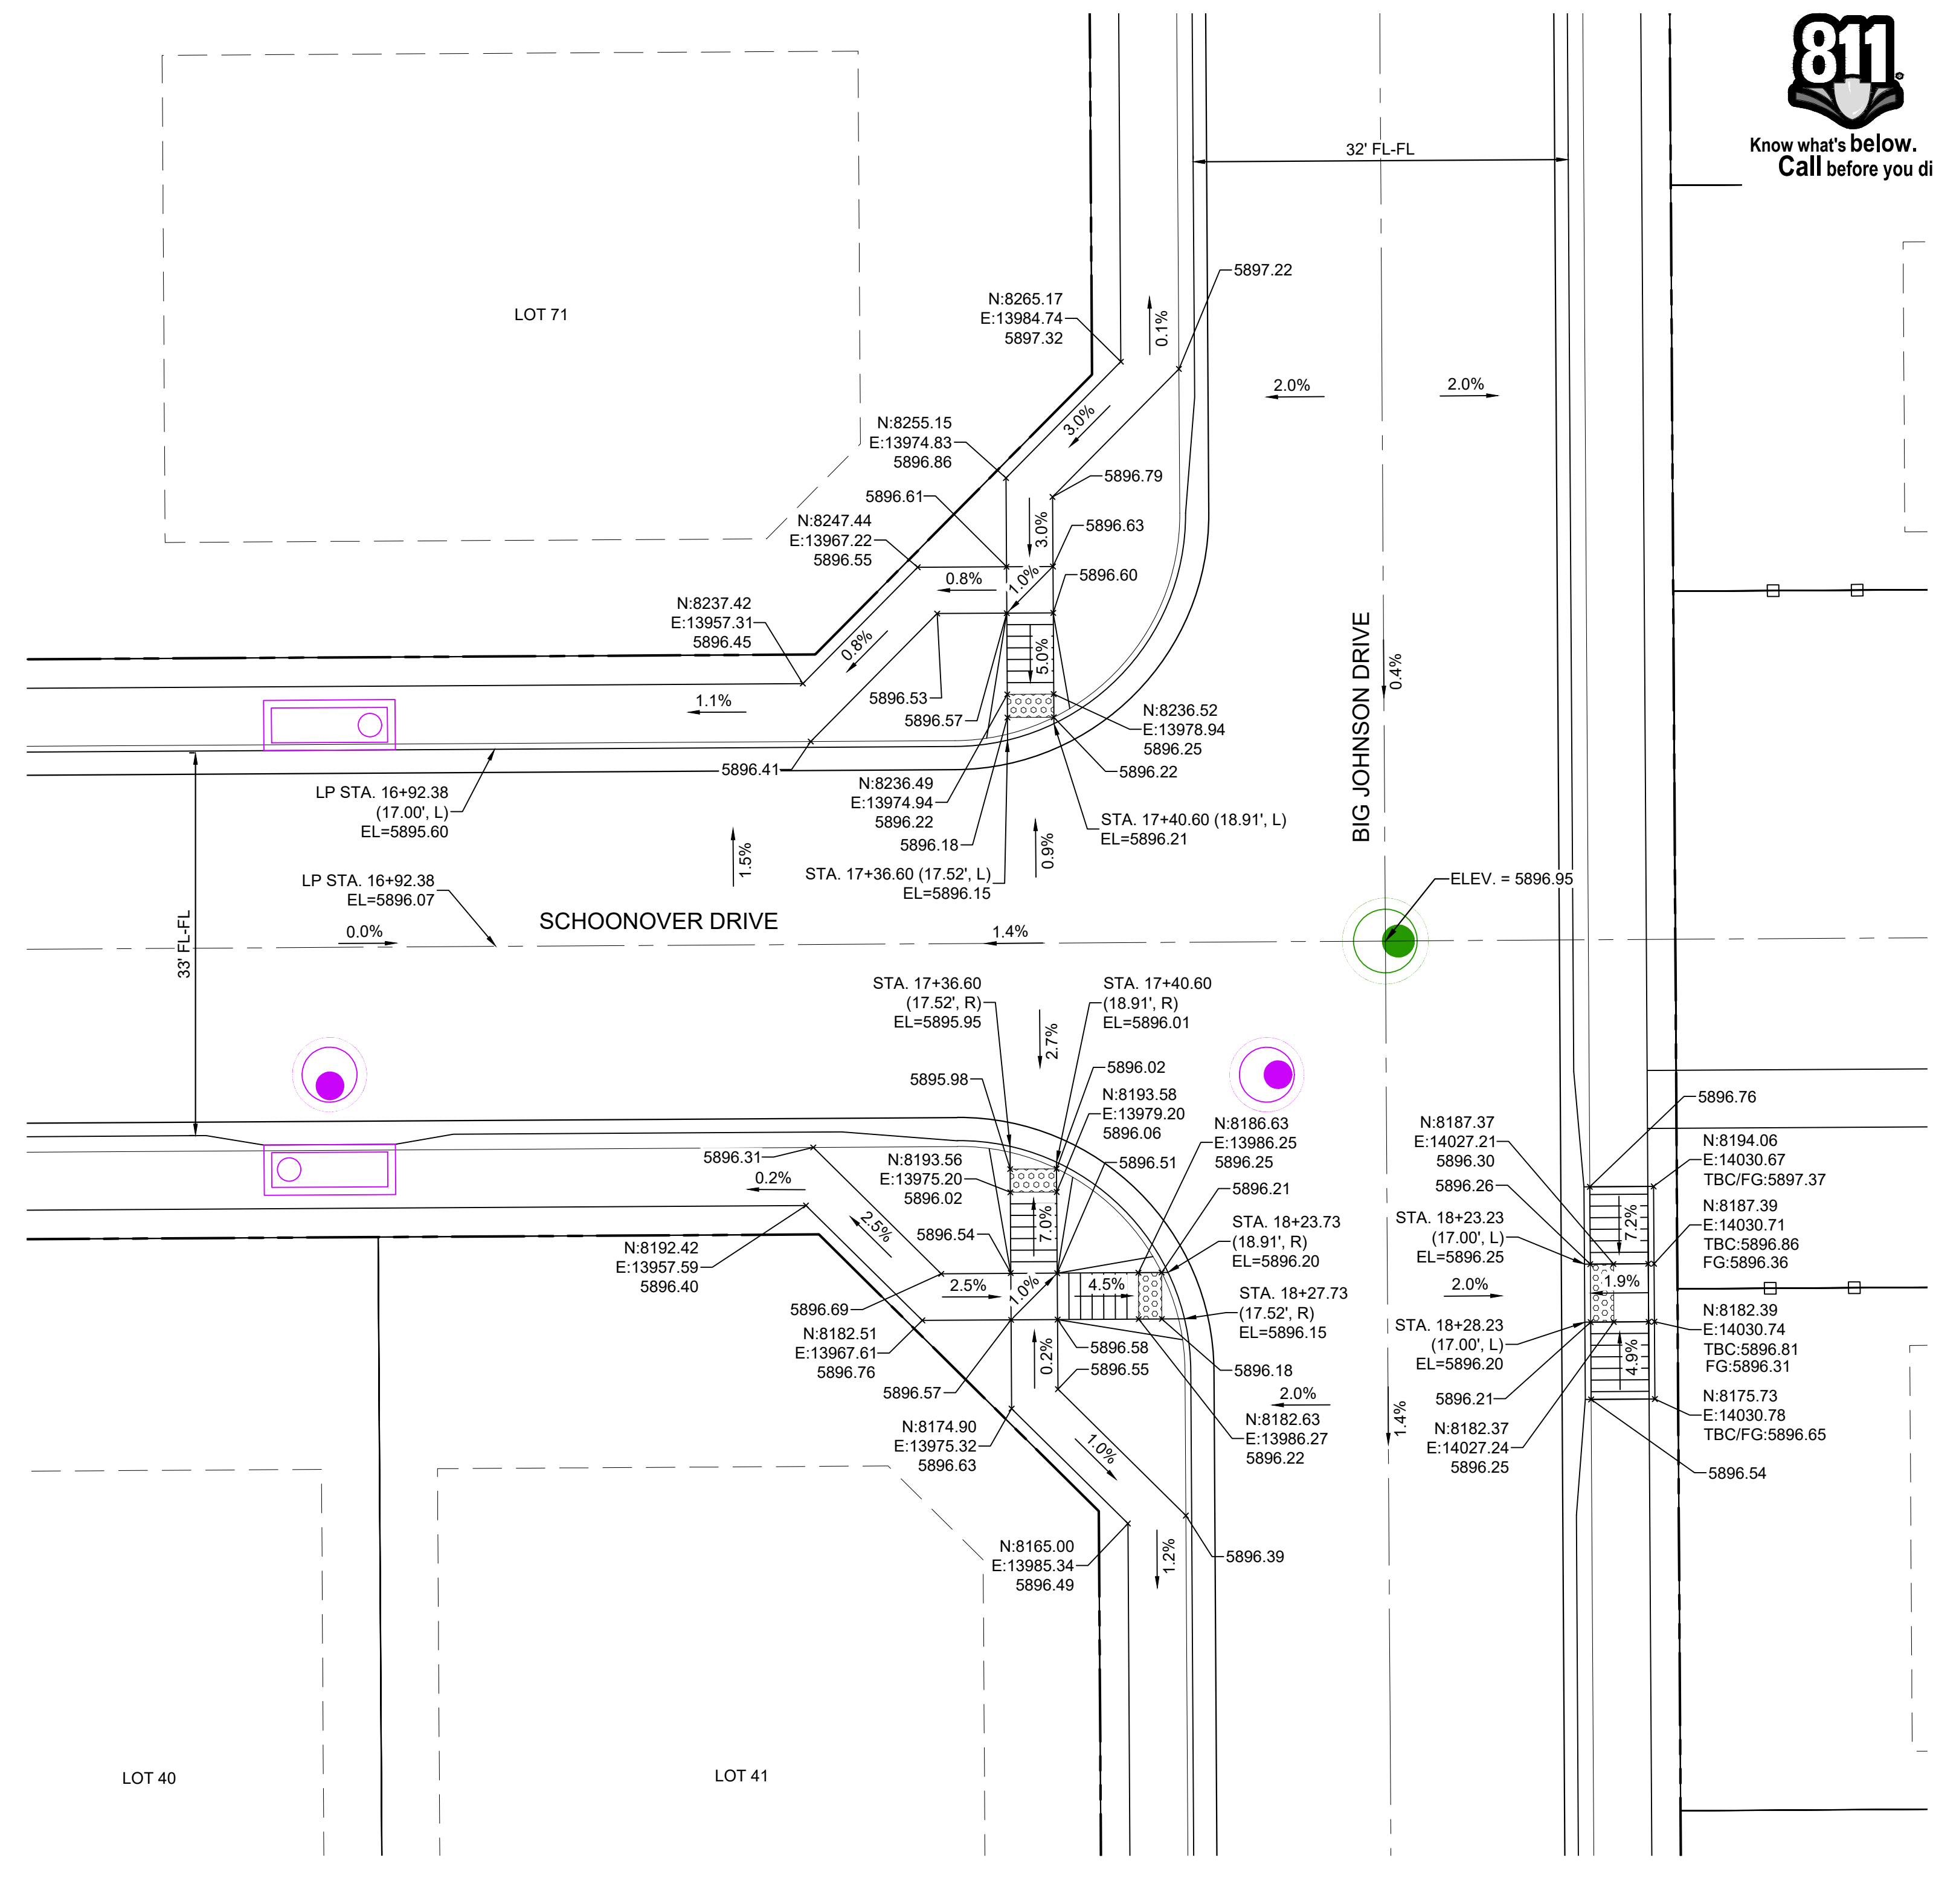 811
Know what's below.
Call before you di
32' FL-FL
5897.22
N:8265.17
E:13984.74
5897.32
0.1%
LOT 71
2.0%
2.0%
3.0%
N:8255.15
E:13974.83
5896.86
5896.79
5896.61
N:8247.44
E:13967.22
5896.55
3.0%
5896.63
0.8%
1.0%
5896.60
N:8237.42
E:13957.31
5896.45
0.8%
5.0%
BIG JOHNSON DRIVE
0.4%
1.1%
5896.53
5896.57
N:8236.52
E:13978.94
5896.25
5896.41
5896.22
N:8236.49
E:13974.94
5896.22
LP STA. 16+92.38
(17.00', L)
EL=5895.60
5896.18
STA. 17+40.60 (18.91', L)
EL=5896.21
1.5%
0.9%
STA. 17+36.60 (17.52', L)
EL=5896.15
LP STA. 16+92.38
EL=5896.07
ELEV. = 5896.95
SCHOONOVER DRIVE
0.0%
1.4%
33' FL-FL
STA. 17+36.60
(17.52', R)
EL=5895.95
STA. 17+40.60
(18.91', R)
EL=5896.01
2.7%
5895.98
5896.02
N:8193.58
E:13979.20
5896.06
5896.76
N:8186.63
E:13986.25
5896.25
N:8187.37
E:14027.21
5896.30
N:8194.06
E:14030.67
TBC/FG:5897.37
5896.31
N:8193.56
E:13975.20
5896.02
5896.51
0.2%
5896.21
5896.26
N:8187.39
E:14030.71
TBC:5896.86
FG:5896.36
2.5%
7.0%
7.2%
5896.54
STA. 18+23.73
(18.91', R)
EL=5896.20
STA. 18+23.23
(17.00', L)
EL=5896.25
N:8192.42
E:13957.59
5896.40
2.5%
1.0%
4.5%
2.0%
1.9%
5896.69
STA. 18+27.73
(17.52', R)
EL=5896.15
N:8182.39
E:14030.74
TBC:5896.81
FG:5896.31
N:8182.51
E:13967.61
5896.76
STA. 18+28.23
(17.00', L)
EL=5896.20
0.2%
5896.58
4.9%
5896.55
5896.18
5896.57
2.0%
1.4%
5896.21
N:8175.73
E:14030.78
TBC/FG:5896.65
N:8174.90
E:13975.32
5896.63
1.0%
N:8182.63
E:13986.27
5896.22
N:8182.37
E:14027.24
5896.25
5896.54
N:8165.00
E:13985.34
5896.49
1.2%
5896.39
LOT 40
LOT 41